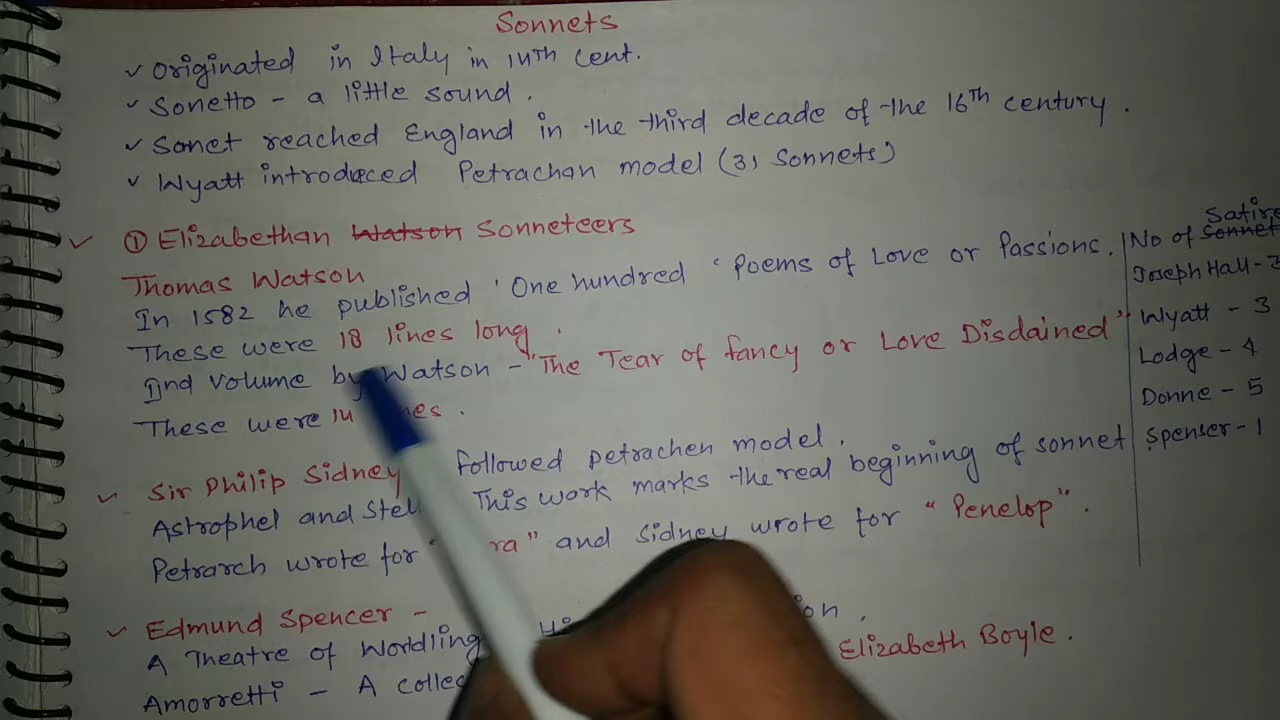 Sonnets
✓ Originated in Italy in 14th cent.
✓ Sonetto - a little sound.
✓ Sonet reached England in the third decade of the 16th century.
✓ Wyatt introduced Petrachan model (31 Sonnets)
✓ ① Elizabethan Watson Sonneteers
Thomas Watson
In 1582 he published 'One hundred 'Poems of Love or Passions.
These were 18 lines long.
IInd volume by Watson - "The Tear of fancy or Love Disdained"
These were 14
✓ Sir Philip Sidney followed petrachen model.
Astrophel and This work marks the real beginning of sonnet
Petrarch wrote for and Sidney wrote for "Penelop".
✓ Edmund Spencer -
A Theatre of Worldling
Elizabeth Boyle.
Amorretti - A
Satire
No of Sonnet
Joseph Hall -
Wyatt - 3
Lodge - 4
Donne - 5
Spenser - 1